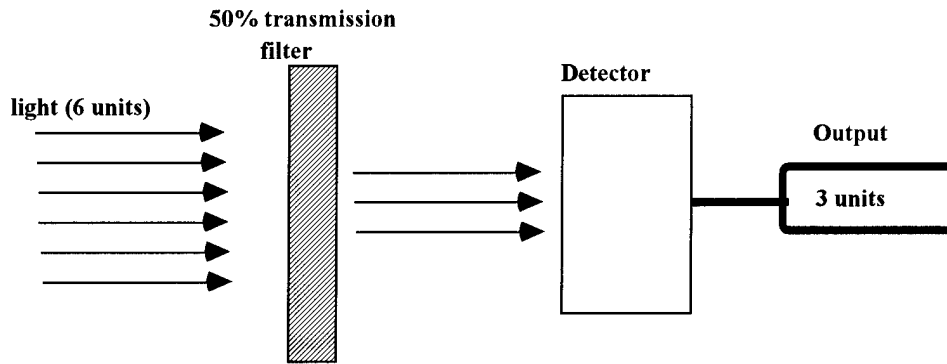 50% transmission
filter
light (6 units)
Detector
Output
3 units